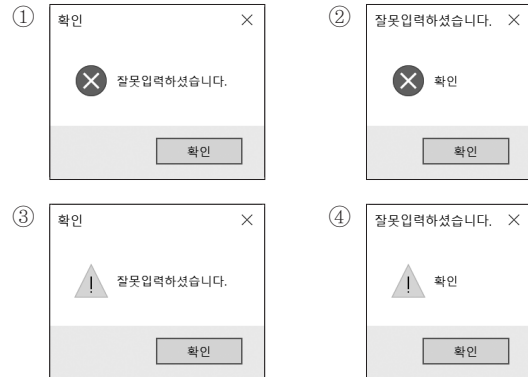 ① 확인 ×
잘못입력하셨습니다.
확인
② 잘못입력하셨습니다. ×
확인
확인
③ 확인 ×
잘못입력하셨습니다.
확인
④ 잘못입력하셨습니다. ×
확인
확인